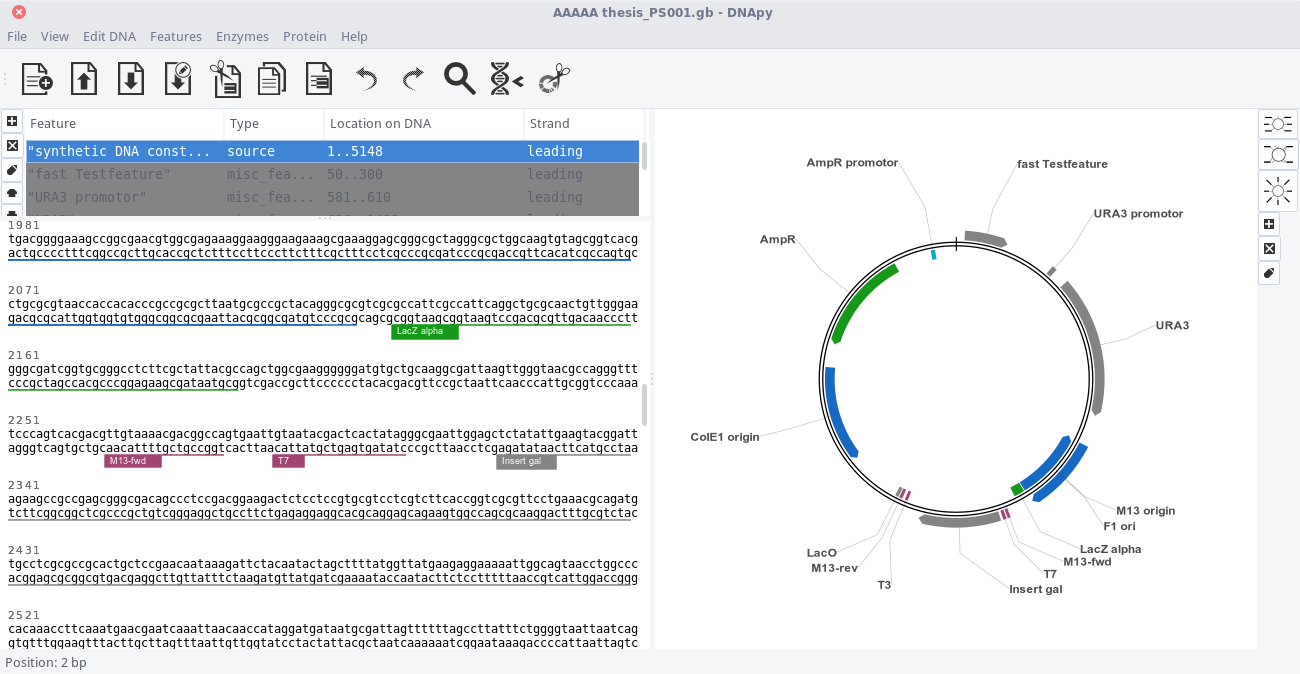 AAAAA thesis_PS001.gb - DNApy
File View Edit DNA Features Enzymes Protein Help
Feature Type Location on DNA Strand
"synthetic DNA const... source 1..5148 leading
"fast Testfeature" misc_fea... 50..300 leading
"URA3 promotor" misc_fea... 581..610 leading
1981
tgacggggaaagccggcgaacgtggcgagaaaggaagggaagaaagcgaaaggagcgggcgctagggcgctggcaagtgtagcggtcacg
actgcccctttcggccgcttgcaccgctctttccttcccttctttcgctttcctcgcccgcgatcccgcgaccgttcacatcgccagtgc
2071
ctgcgcgtaaccaccacacccgccgcgcttaatgcgccgctacagggcgcgtcgcgccattcgccattcaggctgcgcaactgttgggaa
gacgcgcattggtggtgtgggcggcgcgaattacgcggcgatgtcccgcgcagcgcggtaagcggtaagtccgacgcgttgacaaccctt
LacZ alpha
2161
gggcgatcggtgcgggcctcttcgctattacgccagctggcgaagggggatgtgctgcaaggcgattaagttgggtaacgccagggttt
cccgctagccacgcccggagaagcgataatgcggtcgaccgcttccccctacacgacgttccgctaattcaacccattgcggtcccaaa
2251
tcccagtcacgacgttgtaaaacgacggccagtgaattgtaatacgactcactatagggcgaattggagctctatattgaagtacggatt
agggtcagtgctgcaacattttgctgccggtcacttaacattatgctgagtgatatcccgcttaacctcgagatataacttcatgcctaa
M13-fwd T7 Insert gal
2341
agaagccgccgagcgggcgacagccctccgacggaagactctcctccgtgcgtcctcgtcttcaccggtcgcgttcctgaaacgcagatg
tcttcggcggctcgcccgctgtcgggaggctgccttctgagaggaggcacgcaggagcagaagtggccagcgcaaggactttgcgtctac
2431
tgcctcgcgccgcactgctccgaacaataaagattctacaatactagcttttatggttatgaagaggaaaaattggcagtaacctggccc
acggagcgcggcgtgacgaggcttgttatttctaagatgttatgatcgaaaataccaatacttctcctttttaaccgtcattggaccggg
2521
cacaaaccttcaaatgaacgaatcaaattaacaaccataggatgataatgcgattagttttttagccttatttctggggtaattaatcag
gtgtttggaagtttacttgcttagtttaattgttggtatcctactattacgctaatcaaaaaatcggaataaagaccccattaattagtc
AmpR promotor
fast Testfeature
URA3 promotor
AmpR
URA3
ColE1 origin
M13 origin
F1 ori
LacZ alpha
LacO
M13-fwd
M13-rev
T7
T3
Insert gal
Position: 2 bp